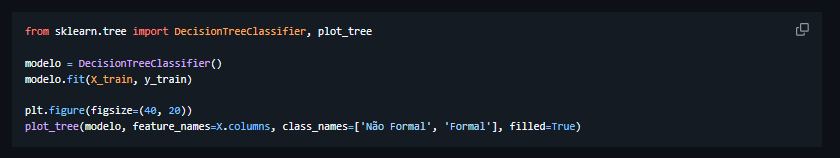 from sklearn.tree import DecisionTreeClassifier, plot_tree
modelo = DecisionTreeClassifier()
modelo.fit(X_train, y_train)
plt.figure(figsize=(40, 20))
plot_tree(modelo, feature_names=X.columns, class_names=['Não Formal', 'Formal'], filled=True)